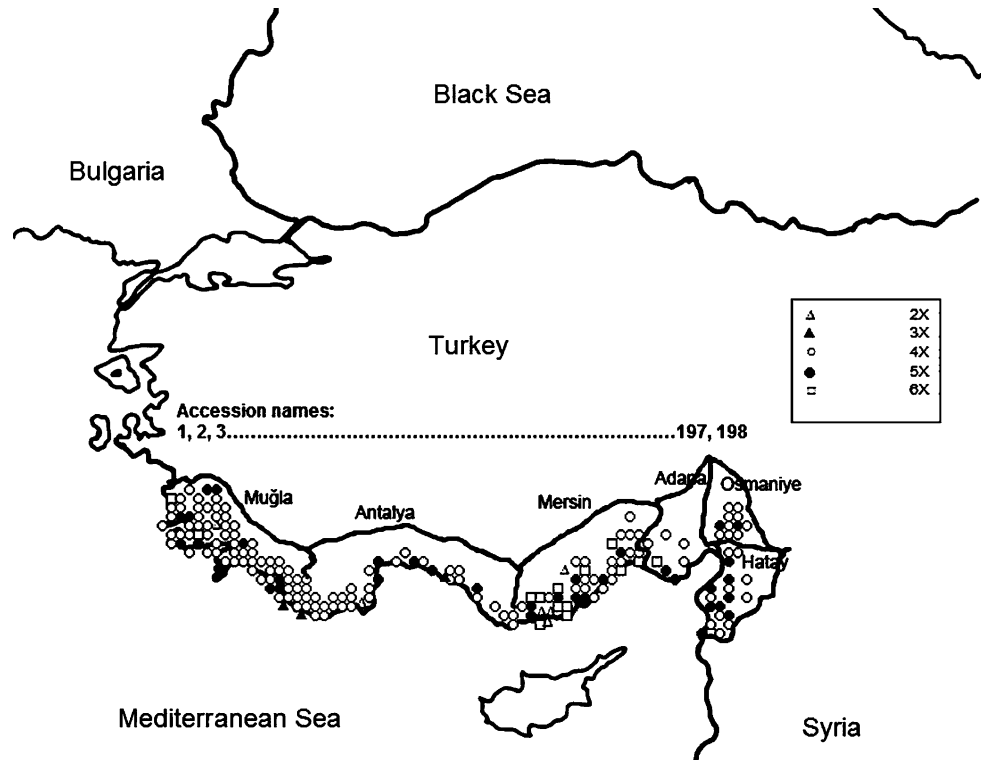 Black Sea
Bulgaria
Turkey
2X
3X
4X
5X
6X
Accession names:
1, 2, 3...........................................................................197, 198
Muğla
Antalya
Mersin
Adana
Osmaniye
Hatay
Mediterranean Sea
Syria